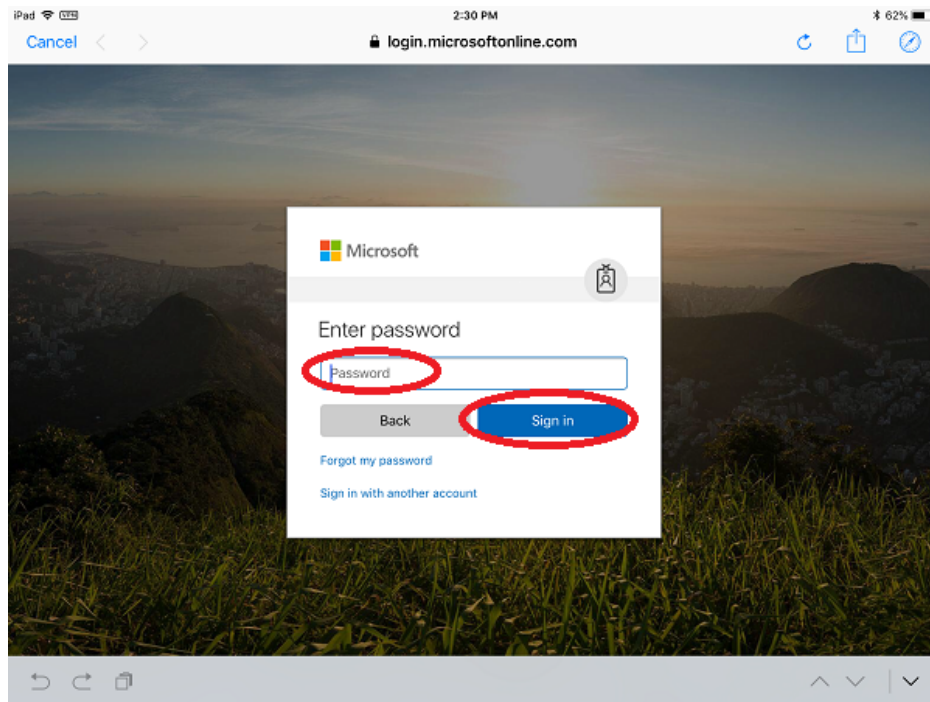 iPad VPN 2:30 PM 62%
Cancel login.microsoftonline.com
Microsoft
Enter password
Password
Back Sign in
Forgot my password
Sign in with another account